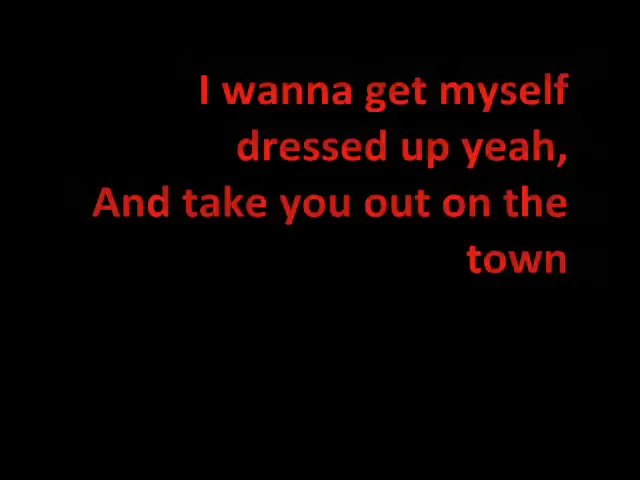 I wanna get myself
dressed up yeah,
And take you out on the
town